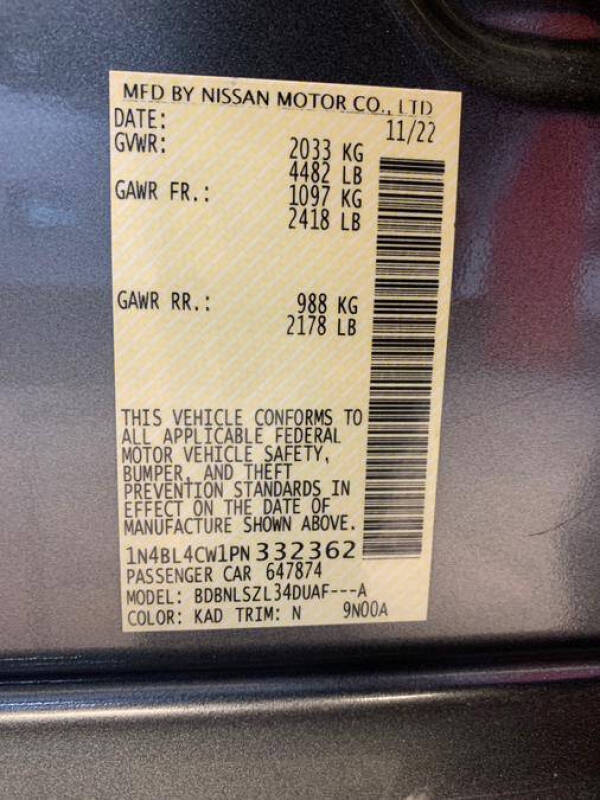 MFD BY NISSAN MOTOR CO., LTD
DATE: 11/22
GVWR: 2033 KG
4482 LB
GAWR FR.: 1097 KG
2418 LB
GAWR RR.: 988 KG
2178 LB
THIS VEHICLE CONFORMS TO
ALL APPLICABLE FEDERAL
MOTOR VEHICLE SAFETY,
BUMPER, AND THEFT
PREVENTION STANDARDS IN
EFFECT ON THE DATE OF
MANUFACTURE SHOWN ABOVE.
1N4BL4CW1PN 332362
PASSENGER CAR 647874
MODEL: BDBNLSZL34DUAF---A
COLOR: KAD TRIM: N 9N00A